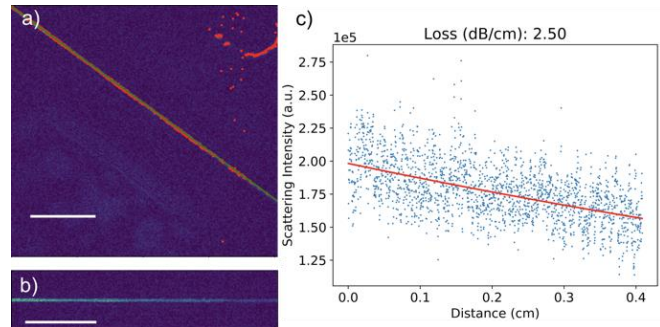 a)
b)
c)
Loss (dB/cm): 2.50
1e5
Scattering Intensity (a.u.)
2.75
2.50
2.25
2.00
1.75
1.50
1.25
0.0 0.1 0.2 0.3 0.4
Distance (cm)